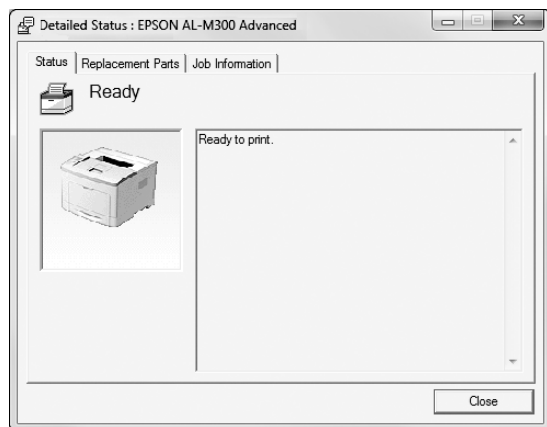 Detailed Status : EPSON AL-M300 Advanced
Status Replacement Parts Job Information
Ready
Ready to print.
Close